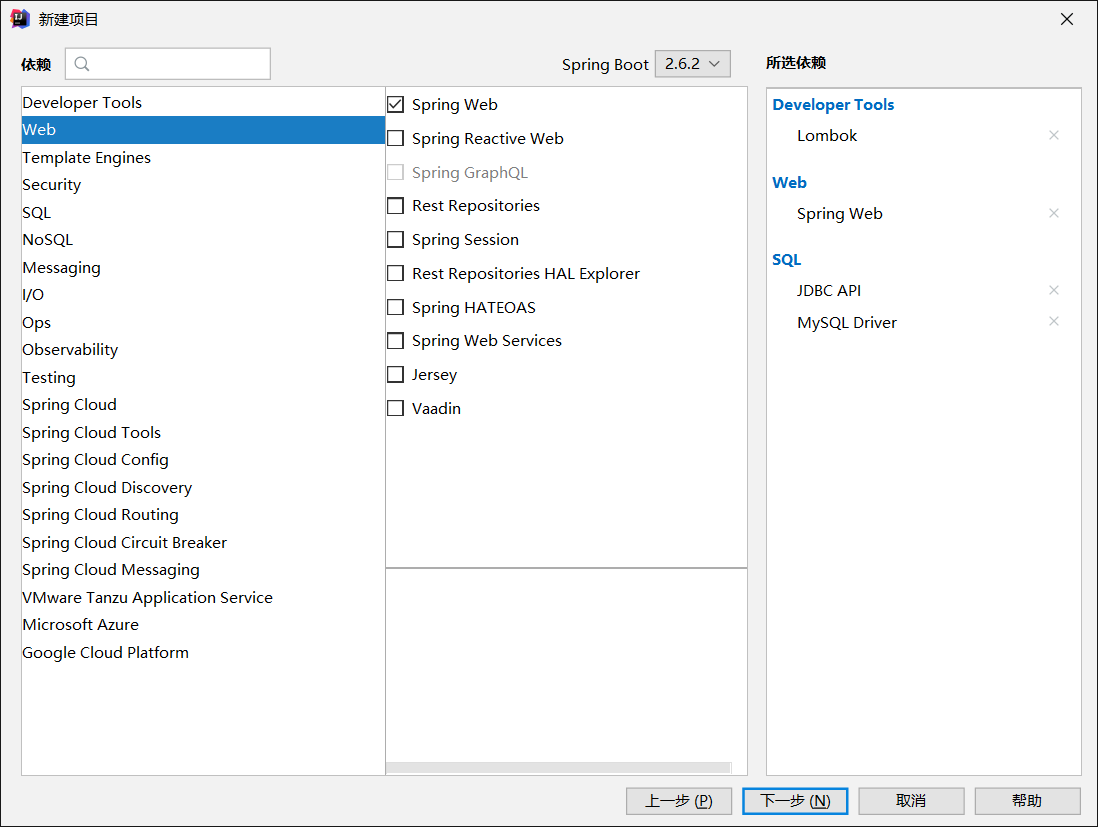 新建项目
依赖
Spring Boot 2.6.2
Developer Tools
Web
Template Engines
Security
SQL
NoSQL
Messaging
I/O
Ops
Observability
Testing
Spring Cloud
Spring Cloud Tools
Spring Cloud Config
Spring Cloud Discovery
Spring Cloud Routing
Spring Cloud Circuit Breaker
Spring Cloud Messaging
VMware Tanzu Application Service
Microsoft Azure
Google Cloud Platform
Spring Web
Spring Reactive Web
Spring GraphQL
Rest Repositories
Spring Session
Rest Repositories HAL Explorer
Spring HATEOAS
Spring Web Services
Jersey
Vaadin
所选依赖
Developer Tools
Lombok
Web
Spring Web
SQL
JDBC API
MySQL Driver
上一步 (P)
下一步 (N)
取消
帮助